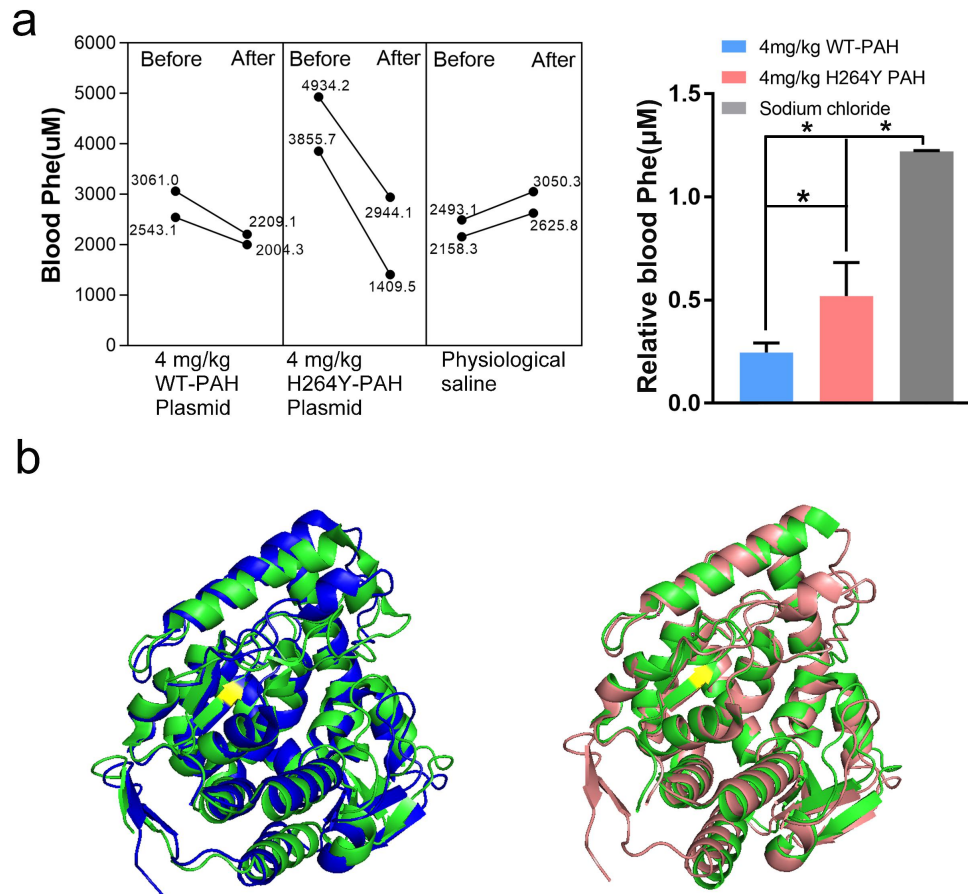 a
6000
5000
4000
3000
2000
1000
0
Blood Phe(uM)
Before After
3061.0
2543.1
2209.1
2004.3
Before After
4934.2
3855.7
2944.1
1409.5
Before After
2493.1
2158.3
3050.3
2625.8
4 mg/kg
WT-PAH
Plasmid
4 mg/kg
H264Y-PAH
Plasmid
Physiological
saline
4mg/kg WT-PAH
4mg/kg H264Y PAH
Sodium chloride
Relative blood Phe(μM)
1.5
1.0
0.5
0.0
* *
*
b